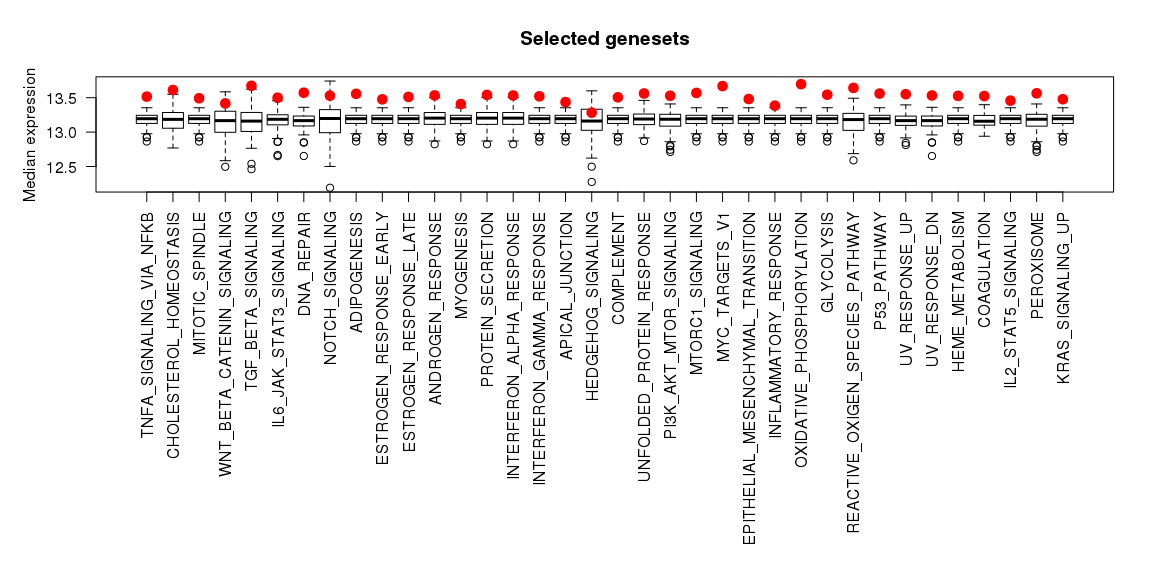 Selected genesets
Median expression
13.5
13.0
12.5
TNFA_SIGNALING_VIA_NFKB
CHOLESTEROL_HOMEOSTASIS
MITOTIC_SPINDLE
WNT_BETA_CATENIN_SIGNALING
TGF_BETA_SIGNALING
IL6_JAK_STAT3_SIGNALING
DNA_REPAIR
NOTCH_SIGNALING
ADIPOGENESIS
ESTROGEN_RESPONSE_EARLY
ESTROGEN_RESPONSE_LATE
ANDROGEN_RESPONSE
MYOGENESIS
PROTEIN_SECRETION
INTERFERON_ALPHA_RESPONSE
INTERFERON_GAMMA_RESPONSE
APICAL_JUNCTION
HEDGEHOG_SIGNALING
COMPLEMENT
UNFOLDED_PROTEIN_RESPONSE
PI3K_AKT_MTOR_SIGNALING
MTORC1_SIGNALING
MYC_TARGETS_V1
EPITHELIAL_MESENCHYMAL_TRANSITION
INFLAMMATORY_RESPONSE
OXIDATIVE_PHOSPHORYLATION
GLYCOLYSIS
REACTIVE_OXIGEN_SPECIES_PATHWAY
P53_PATHWAY
UV_RESPONSE_UP
UV_RESPONSE_DN
HEME_METABOLISM
COAGULATION
IL2_STAT5_SIGNALING
PEROXISOME
KRAS_SIGNALING_UP